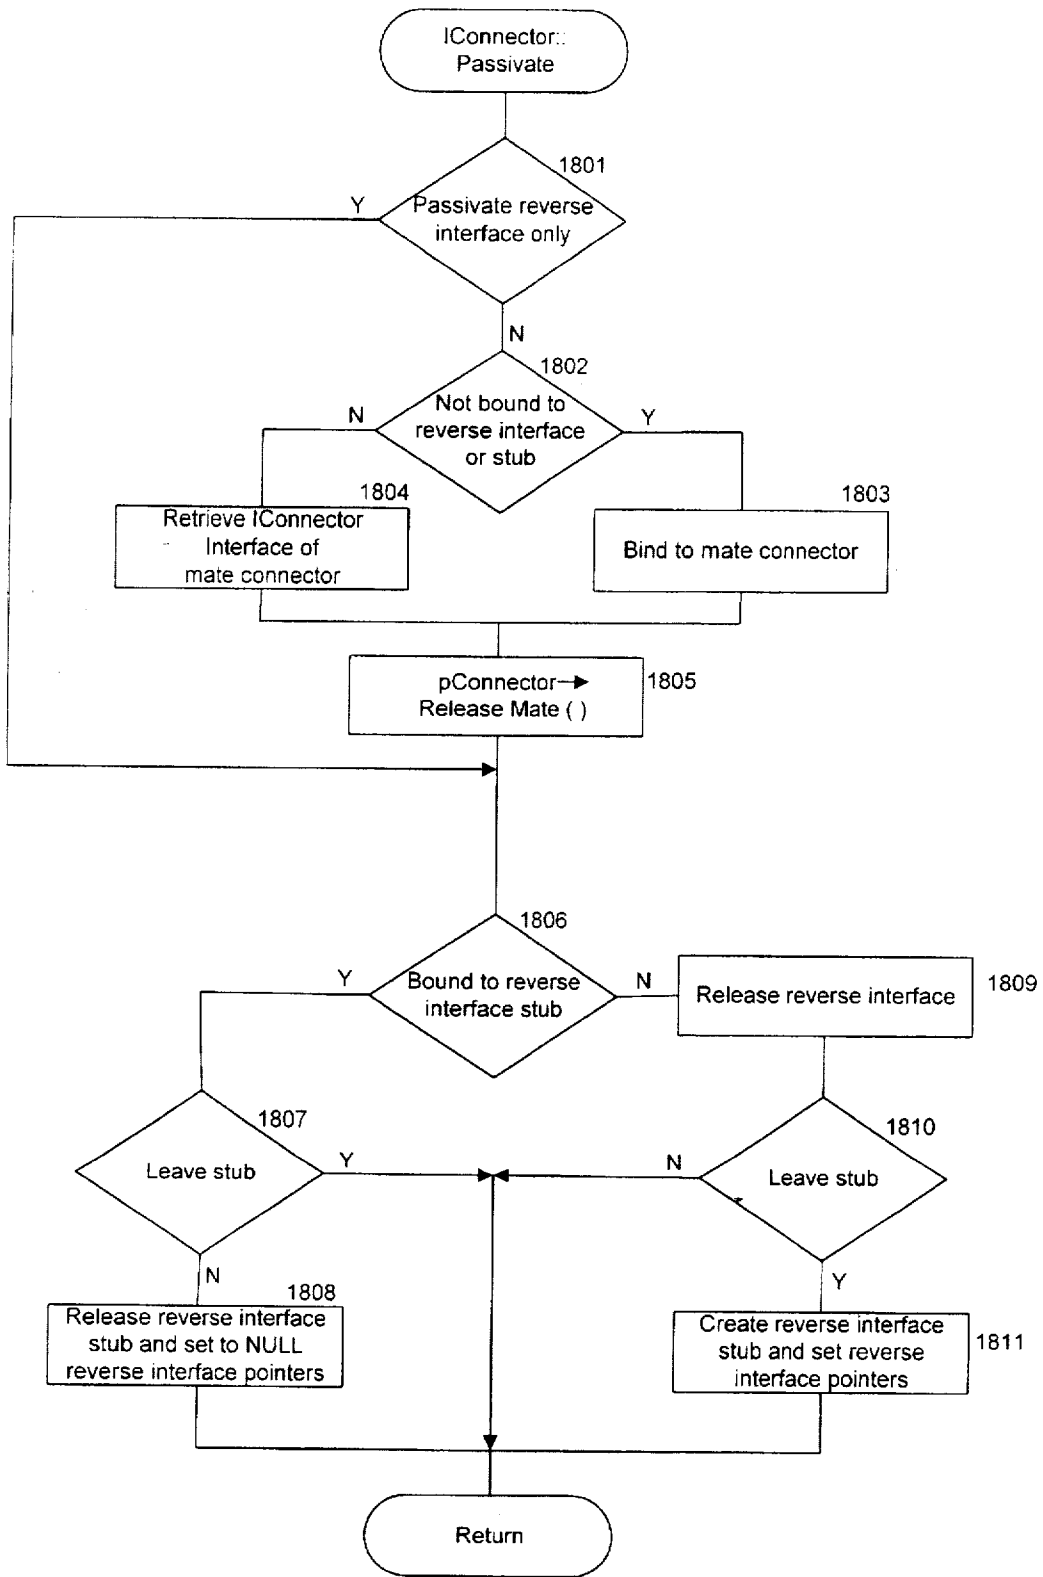 IConnector::
Passivate
1801
Y
Passivate reverse
interface only
N
1802
N
Not bound to
reverse interface
or stub
Y
1804
Retrieve IConnector
Interface of
mate connector
1803
Bind to mate connector
pConnector→
Release Mate ( )
1805
1806
Y
Bound to reverse
interface stub
N
Release reverse interface
1809
1807
Leave stub
Y
1810
N
Leave stub
N
Y
1808
Release reverse interface
stub and set to NULL
reverse interface pointers
Create reverse interface
stub and set reverse
interface pointers
1811
Return